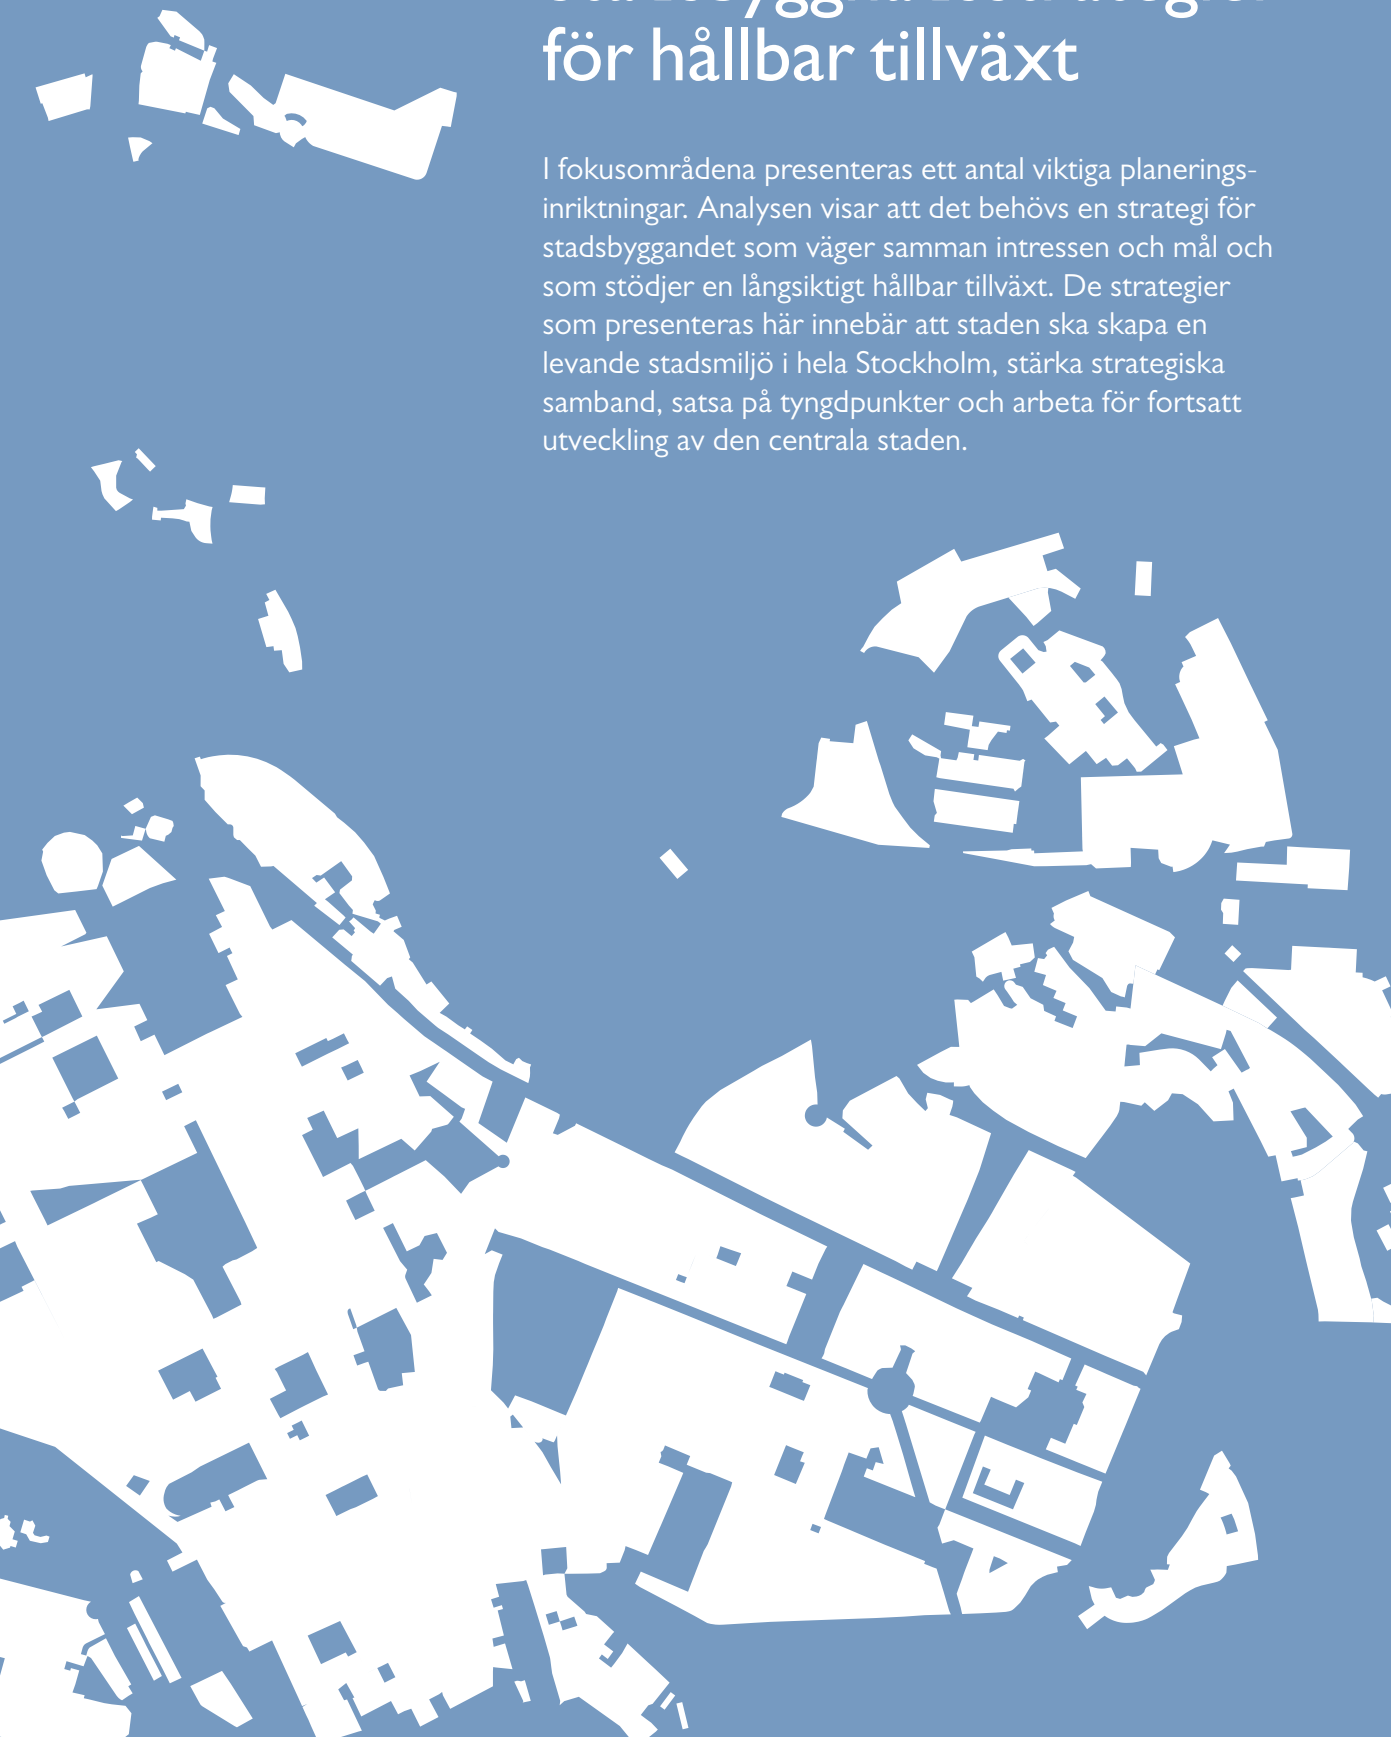 för hållbar tillväxt
I fokusområdena presenteras ett antal viktiga planerings-
inriktningar. Analysen visar att det behövs en strategi för
stadsbyggandet som väger samman intressen och mål och
som stödjer en långsiktigt hållbar tillväxt. De strategier
som presenteras här innebär att staden ska skapa en
levande stadsmiljö i hela Stockholm, stärka strategiska
samband, satsa på tyngdpunkter och arbeta för fortsatt
utveckling av den centrala staden.